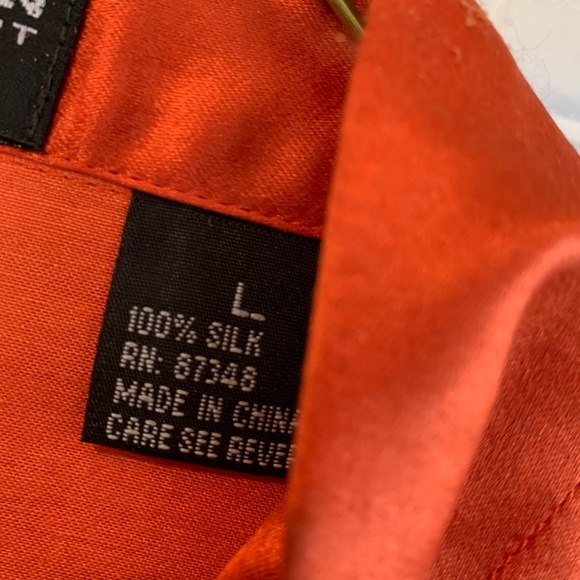 L
100% SILK
RN: 87348
MADE IN CHINA
CARE SEE REVE